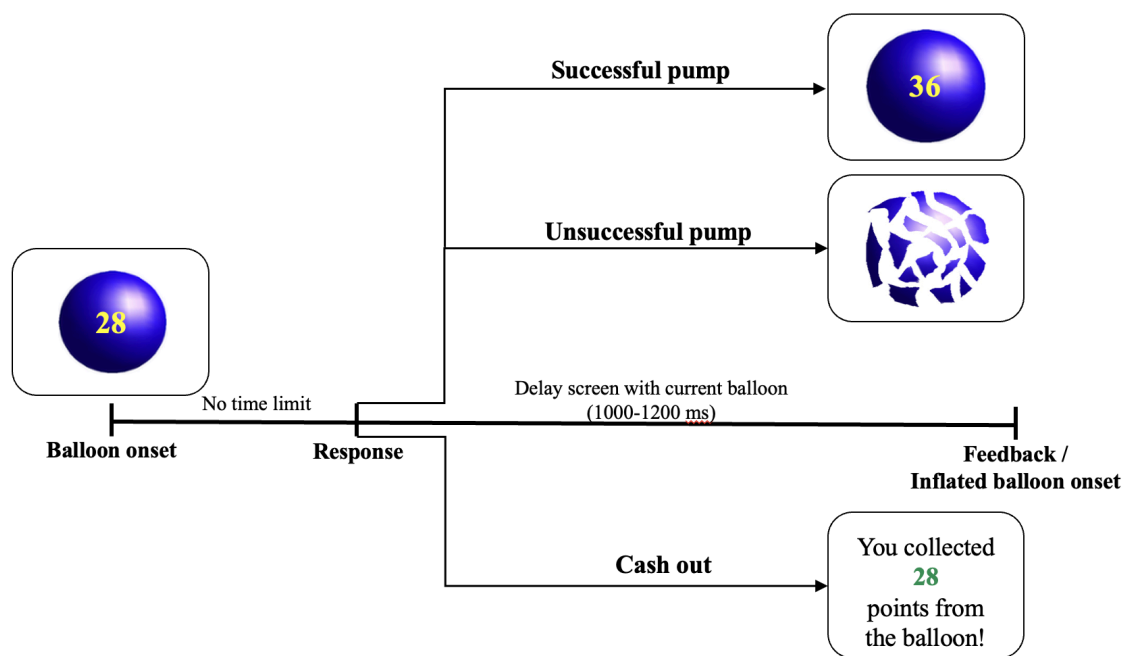 Successful pump
36
Unsuccessful pump
28
No time limit
Delay screen with current balloon
(1000-1200 ms)
Balloon onset
Response
Feedback /
Inflated balloon onset
Cash out
You collected
28
points from
the balloon!